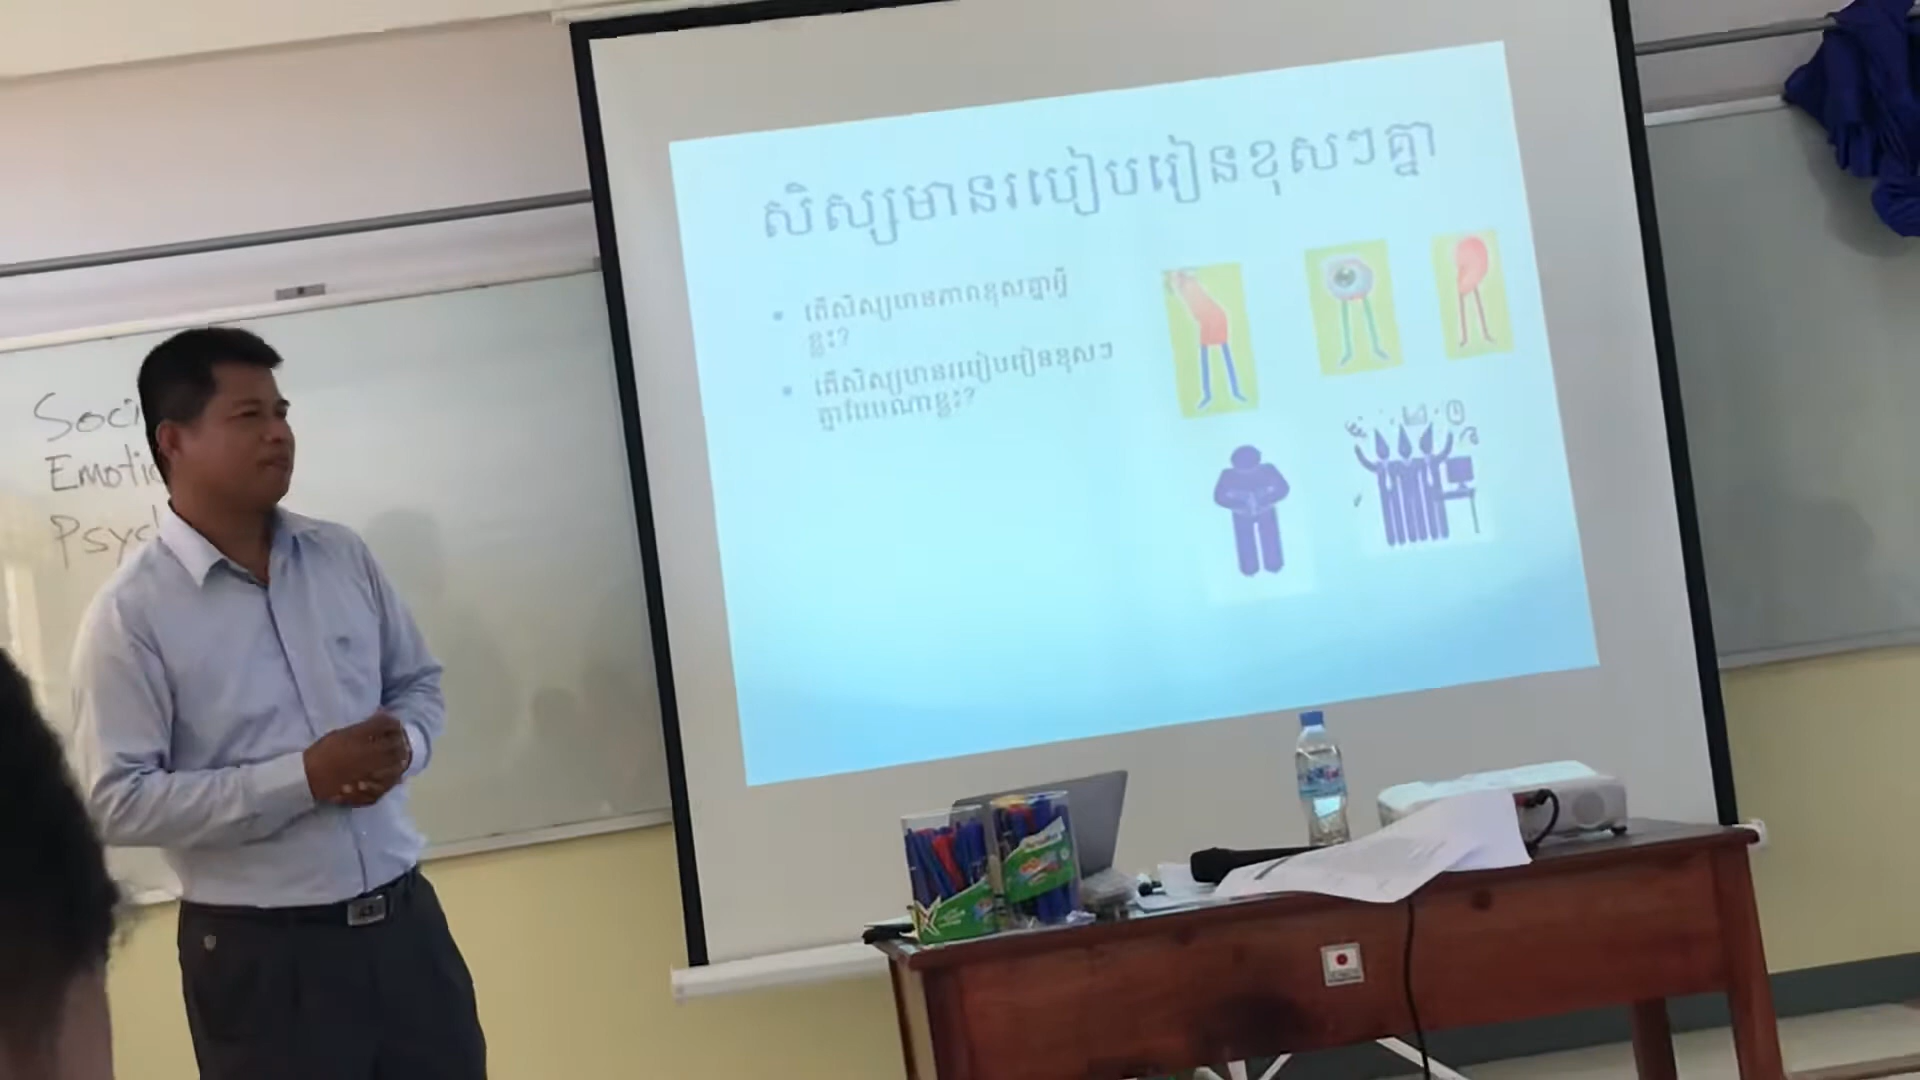 សិស្សមានរបៀបរៀនខុសៗគ្នា
តើសិស្សមានភាពខុសគ្នាអ្វី
ខ្លះ?
តើសិស្សមានរបៀបរៀនខុសៗ
គ្នាបែបណាខ្លះ?
Soci
Emotio
Psych